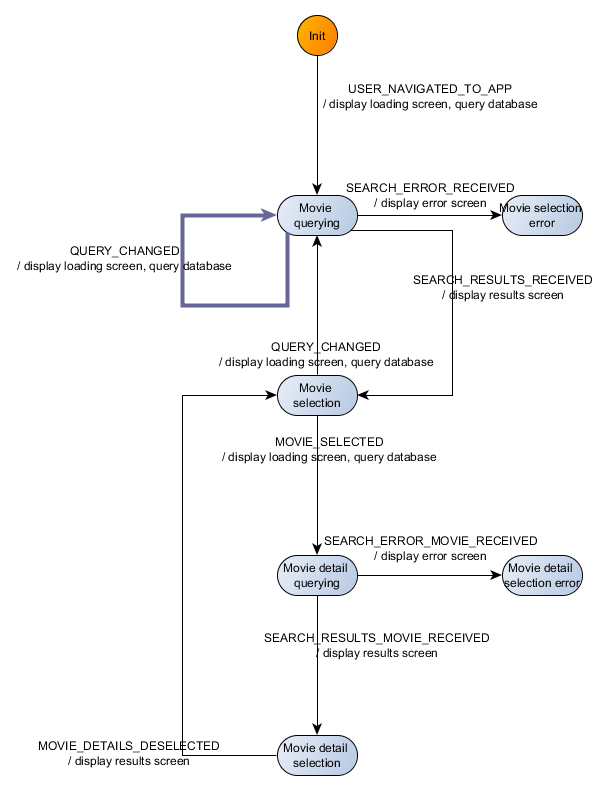 Init
USER_NAVIGATED_TO_APP
/ display loading screen, query database
Movie
querying
SEARCH_ERROR_RECEIVED
/ display error screen
Movie selection
error
QUERY_CHANGED
/ display loading screen, query database
SEARCH_RESULTS_RECEIVED
/ display results screen
QUERY_CHANGED
/ display loading screen, query database
Movie
selection
MOVIE_SELECTED
/ display loading screen, query database
SEARCH_ERROR_MOVIE_RECEIVED
/ display error screen
Movie detail
querying
Movie detail
selection error
SEARCH_RESULTS_MOVIE_RECEIVED
/ display results screen
MOVIE_DETAILS_DESELECTED
/ display results screen
Movie detail
selection